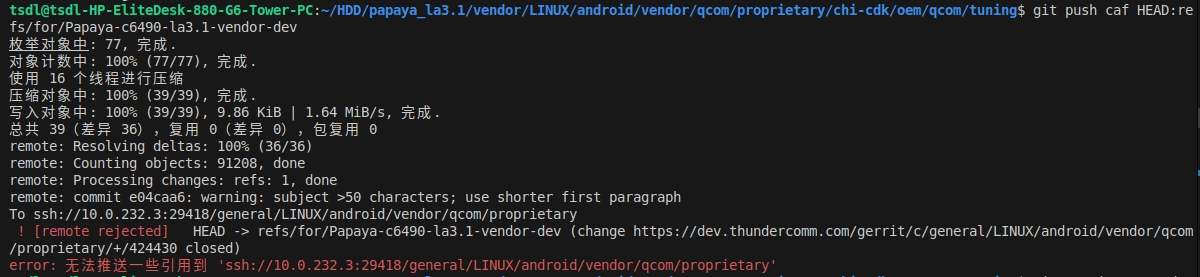 tsdl@tsdl-HP-EliteDesk-880-G6-Tower-PC:~/HDD/papaya_la3.1/vendor/LINUX/android/vendor/qcom/proprietary/chi-cdk/oem/qcom/tuning$ git push caf HEAD:re
fs/for/Papaya-c6490-la3.1-vendor-dev
枚举对象中: 77, 完成.
对象计数中: 100% (77/77), 完成.
使用 16 个线程进行压缩
压缩对象中: 100% (39/39), 完成.
写入对象中: 100% (39/39), 9.86 KiB | 1.64 MiB/s, 完成.
总共 39（差异 36），复用 0（差异 0），包复用 0
remote: Resolving deltas: 100% (36/36)
remote: Counting objects: 91208, done
remote: Processing changes: refs: 1, done
remote: commit e04caa6: warning: subject >50 characters; use shorter first paragraph
To ssh://10.0.232.3:29418/general/LINUX/android/vendor/qcom/proprietary
! [remote rejected] HEAD -> refs/for/Papaya-c6490-la3.1-vendor-dev (change https://dev.thundercomm.com/gerrit/c/general/LINUX/android/vendor/qcom
/proprietary/+/424430 closed)
error: 无法推送一些引用到 'ssh://10.0.232.3:29418/general/LINUX/android/vendor/qcom/proprietary'